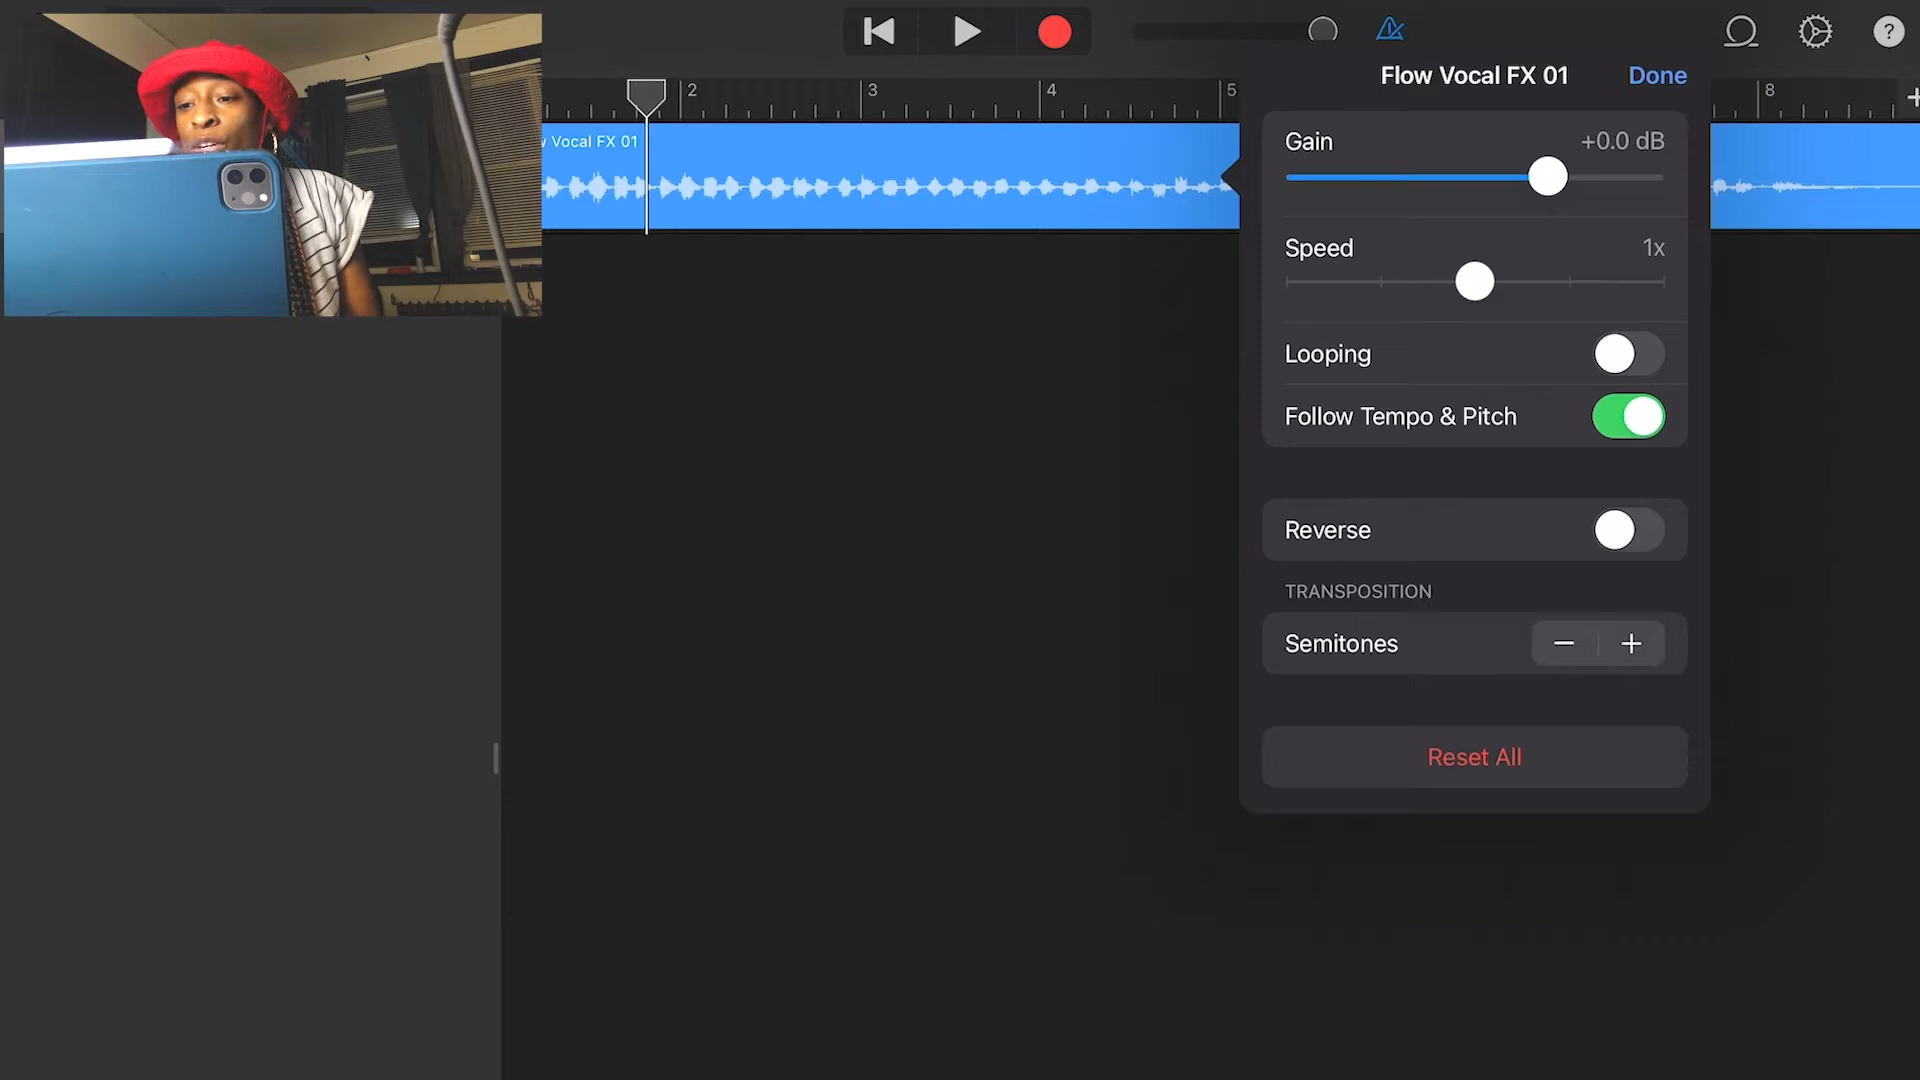 2
3
4
5
8
Vocal FX 01
Flow Vocal FX 01
Done
Gain
+0.0 dB
Speed
1x
Looping
Follow Tempo & Pitch
Reverse
TRANSPOSITION
Semitones
Reset All